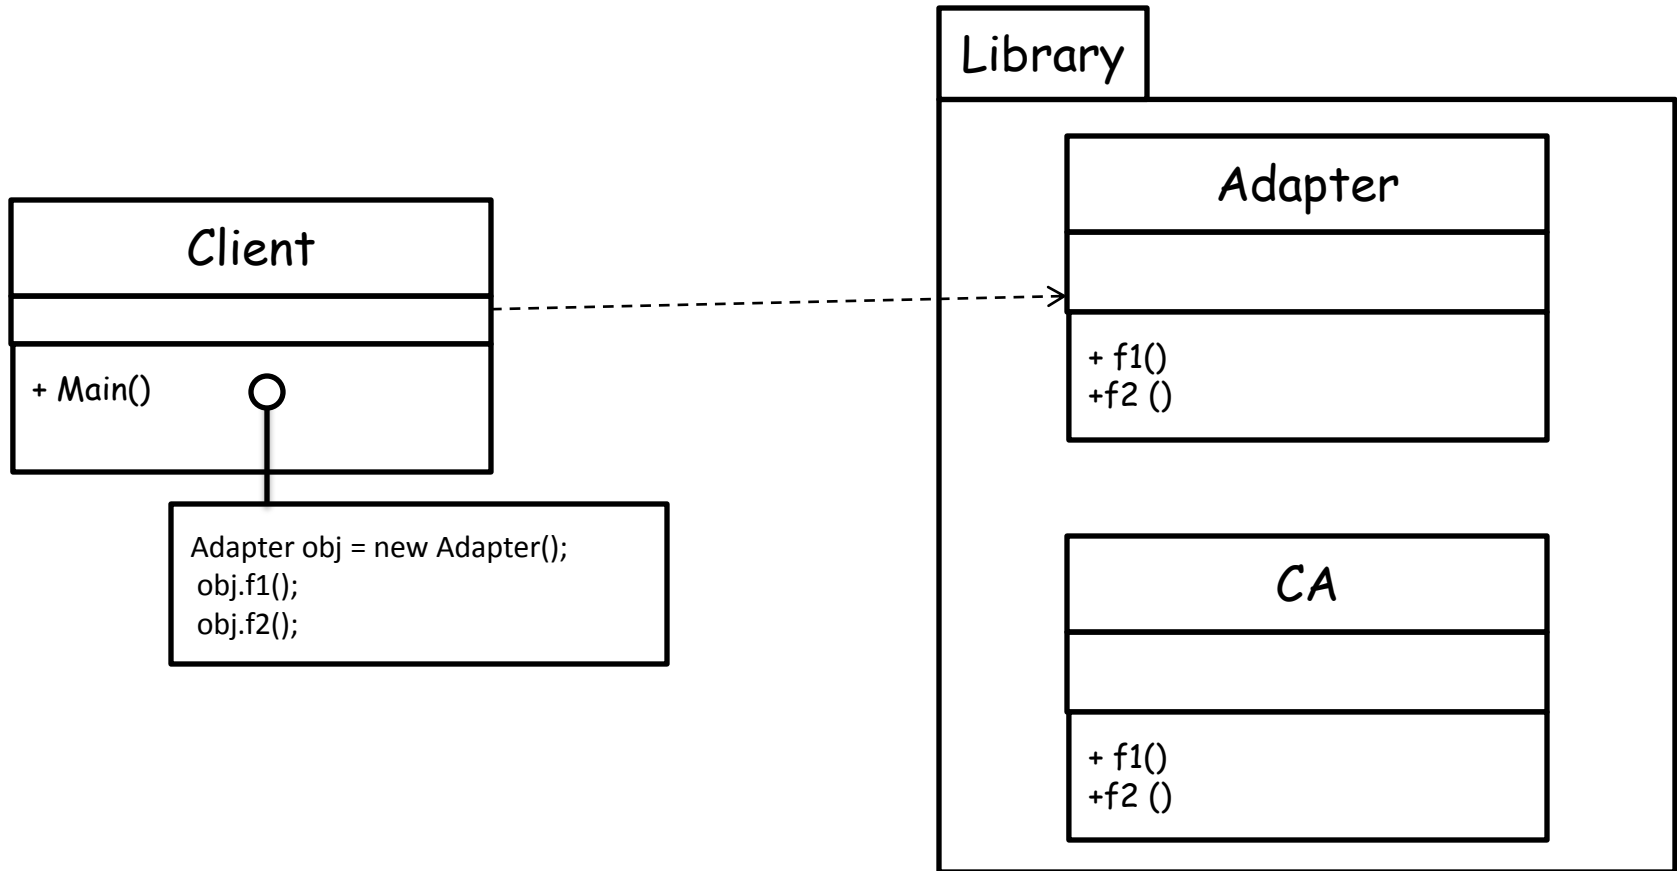 Library
Adapter
+ f1()
+f2 ()
Client
+ Main()
Adapter obj = new Adapter();
obj.f1();
obj.f2();
CA
+ f1()
+f2 ()